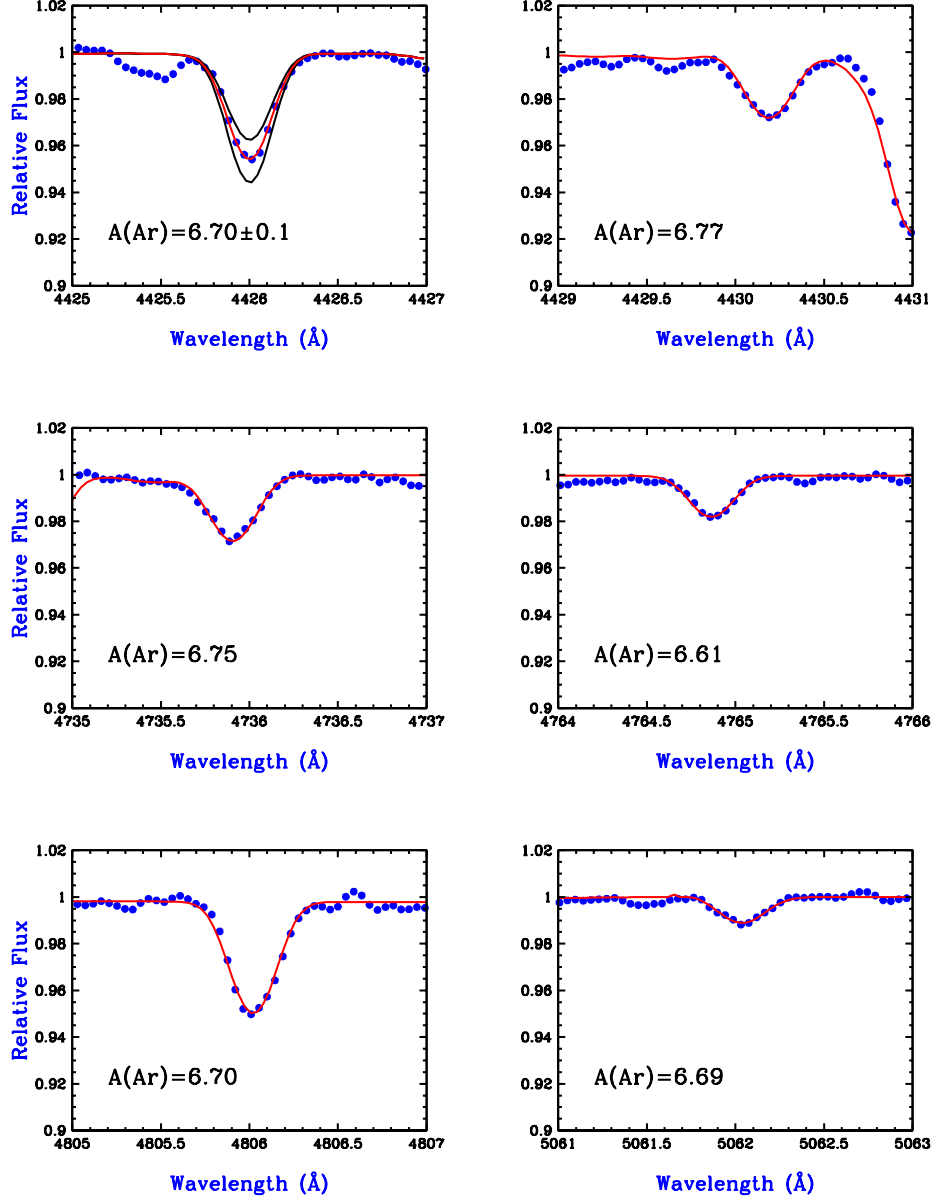 1.02
1
0.98
0.96
0.94
0.92
0.9
Relative Flux
A(Ar)=6.70±0.1
4425 4425.5 4426 4426.5 4427
Wavelength (Å)
1.02
1
0.98
0.96
0.94
0.92
0.9
A(Ar)=6.77
4429 4429.5 4430 4430.5 4431
Wavelength (Å)
1.02
1
0.98
0.96
0.94
0.92
0.9
Relative Flux
A(Ar)=6.75
4735 4735.5 4736 4736.5 4737
Wavelength (Å)
1.02
1
0.98
0.96
0.94
0.92
0.9
A(Ar)=6.61
4764 4764.5 4765 4765.5 4766
Wavelength (Å)
1.02
1
0.98
0.96
0.94
0.92
0.9
Relative Flux
A(Ar)=6.70
4805 4805.5 4806 4806.5 4807
Wavelength (Å)
1.02
1
0.98
0.96
0.94
0.92
0.9
A(Ar)=6.69
5061 5061.5 5062 5062.5 5063
Wavelength (Å)